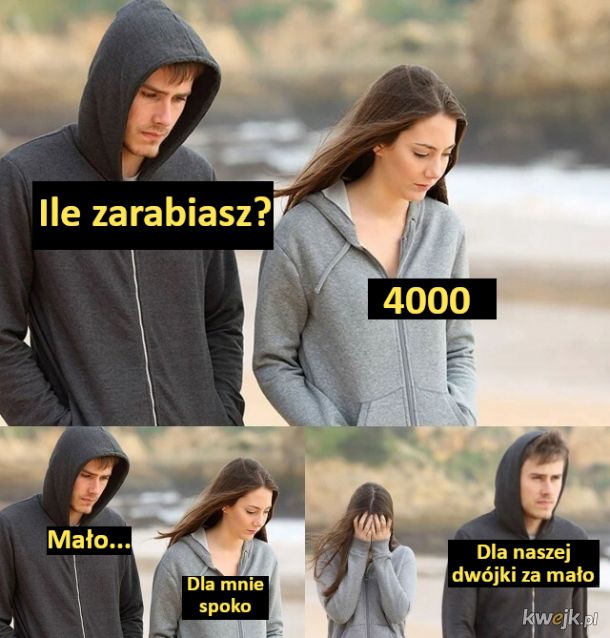 Ile zarabiasz?
4000
Mało...
Dla mnie
spoko
Dla naszej
dwójki za mało
kwejk.pl